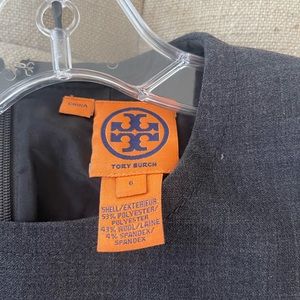 CHINA
TORY BURCH
6
SHELL/EXTERIEUR
53% POLYESTER/
POLYESTER
43% WOOL/LAINE
4% SPANDEX/
SPANDEX